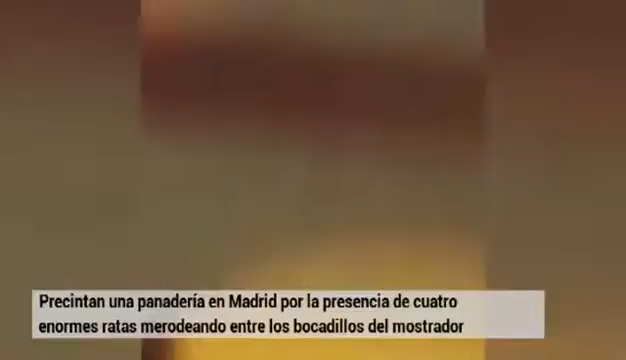 Precintan una panadería en Madrid por la presencia de cuatro
enormes ratas merodeando entre los bocadillos del mostrador